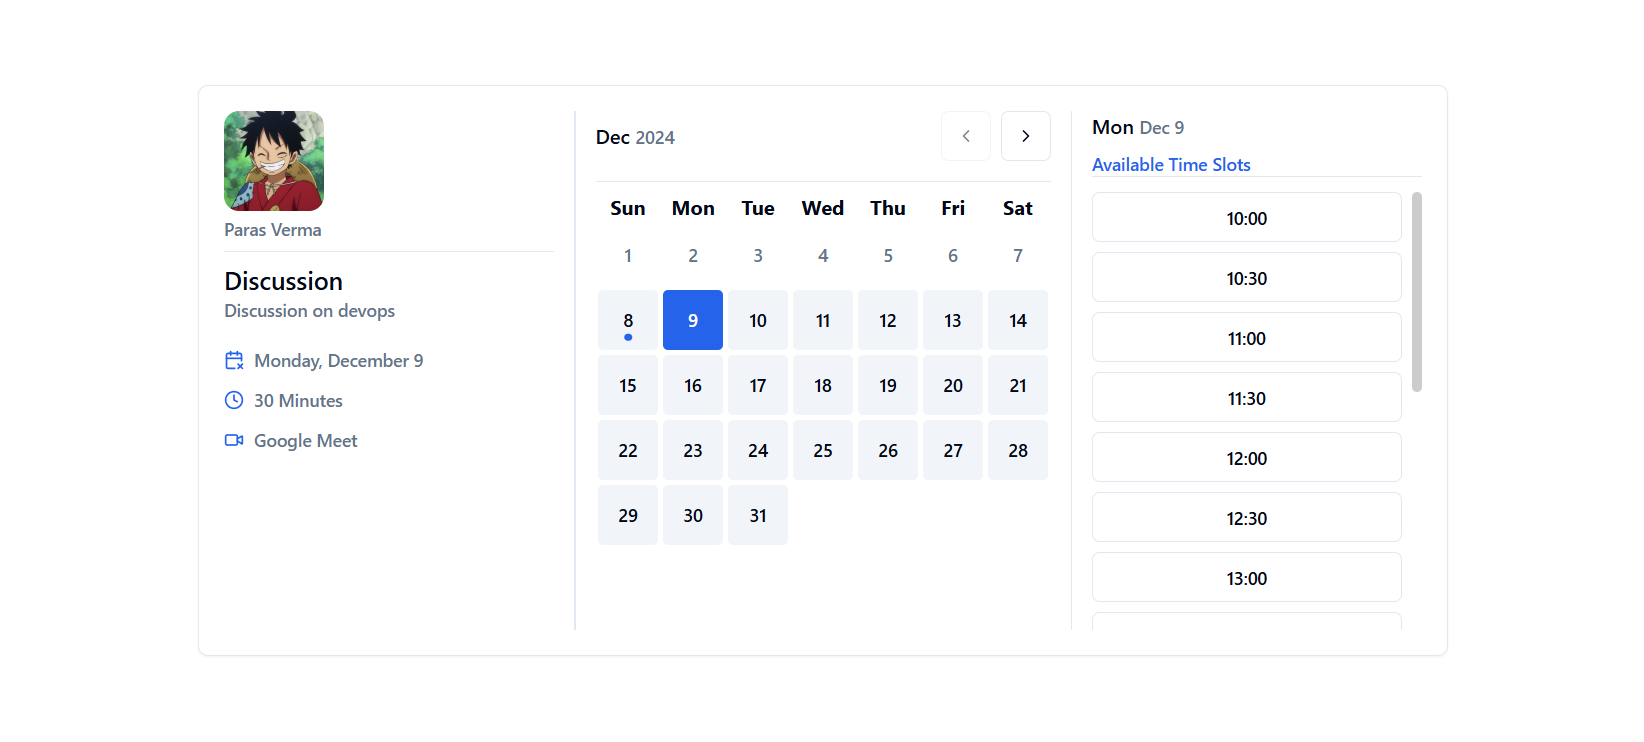 Paras Verma
Discussion
Discussion on devops
Monday, December 9
30 Minutes
Google Meet
Dec 2024
Sun Mon Tue Wed Thu Fri Sat
1 2 3 4 5 6 7
8 9 10 11 12 13 14
15 16 17 18 19 20 21
22 23 24 25 26 27 28
29 30 31
Mon Dec 9
Available Time Slots
10:00
10:30
11:00
11:30
12:00
12:30
13:00